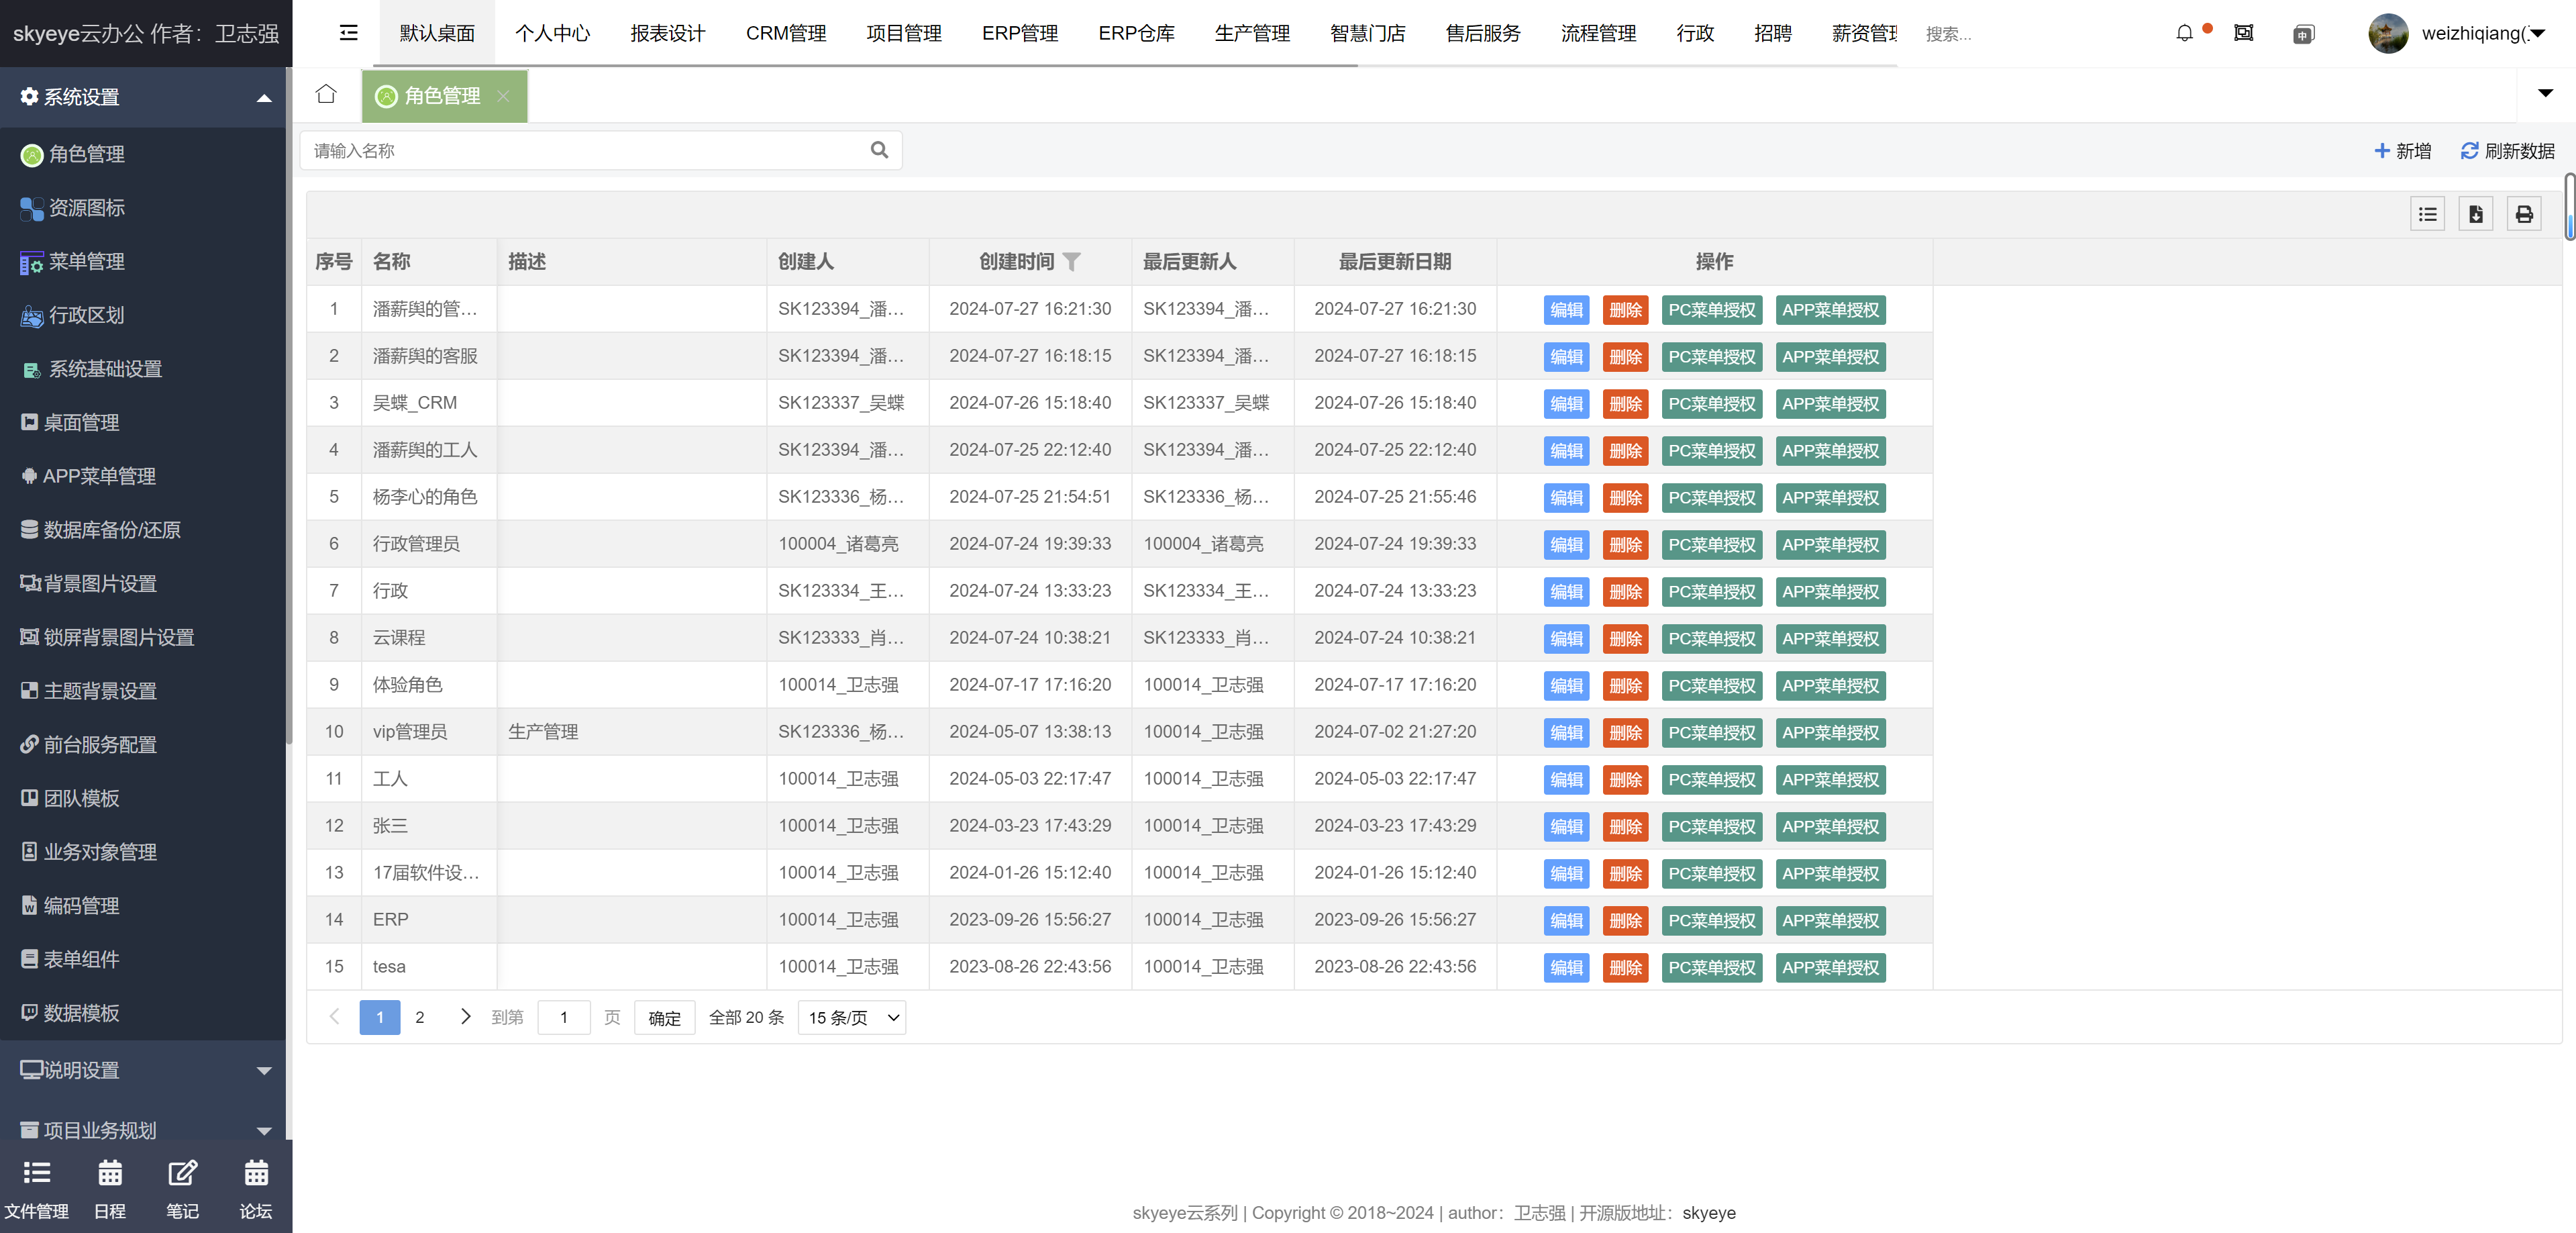 skyeye云办公 作者：卫志强
默认桌面 个人中心 报表设计 CRM管理 项目管理 ERP管理 ERP仓库 生产管理 智慧门店 售后服务 流程管理 行政 招聘 薪资管理 搜索... weizhiqiang(
系统设置
角色管理
资源图标
菜单管理
行政区划
系统基础设置
桌面管理
APP菜单管理
数据库备份/还原
背景图片设置
锁屏背景图片设置
主题背景设置
前台服务配置
团队模板
业务对象管理
编码管理
表单组件
数据模板
说明设置
项目业务规划
文件管理 日程 笔记 论坛
角色管理
请输入名称 新增 刷新数据
序号 名称 描述 创建人 创建时间 最后更新人 最后更新日期 操作
1 潘薪舆的管... SK123394_潘... 2024-07-27 16:21:30 SK123394_潘... 2024-07-27 16:21:30 编辑 删除 PC菜单授权 APP菜单授权
2 潘薪舆的客服 SK123394_潘... 2024-07-27 16:18:15 SK123394_潘... 2024-07-27 16:18:15 编辑 删除 PC菜单授权 APP菜单授权
3 吴蝶_CRM SK123337_吴蝶 2024-07-26 15:18:40 SK123337_吴蝶 2024-07-26 15:18:40 编辑 删除 PC菜单授权 APP菜单授权
4 潘薪舆的工人 SK123394_潘... 2024-07-25 22:12:40 SK123394_潘... 2024-07-25 22:12:40 编辑 删除 PC菜单授权 APP菜单授权
5 杨李心的角色 SK123336_杨... 2024-07-25 21:54:51 SK123336_杨... 2024-07-25 21:55:46 编辑 删除 PC菜单授权 APP菜单授权
6 行政管理员 100004_诸葛亮 2024-07-24 19:39:33 100004_诸葛亮 2024-07-24 19:39:33 编辑 删除 PC菜单授权 APP菜单授权
7 行政 SK123334_王... 2024-07-24 13:33:23 SK123334_王... 2024-07-24 13:33:23 编辑 删除 PC菜单授权 APP菜单授权
8 云课程 SK123333_肖... 2024-07-24 10:38:21 SK123333_肖... 2024-07-24 10:38:21 编辑 删除 PC菜单授权 APP菜单授权
9 体验角色 100014_卫志强 2024-07-17 17:16:20 100014_卫志强 2024-07-17 17:16:20 编辑 删除 PC菜单授权 APP菜单授权
10 vip管理员 生产管理 SK123336_杨... 2024-05-07 13:38:13 100014_卫志强 2024-07-02 21:27:20 编辑 删除 PC菜单授权 APP菜单授权
11 工人 100014_卫志强 2024-05-03 22:17:47 100014_卫志强 2024-05-03 22:17:47 编辑 删除 PC菜单授权 APP菜单授权
12 张三 100014_卫志强 2024-03-23 17:43:29 100014_卫志强 2024-03-23 17:43:29 编辑 删除 PC菜单授权 APP菜单授权
13 17届软件设... 100014_卫志强 2024-01-26 15:12:40 100014_卫志强 2024-01-26 15:12:40 编辑 删除 PC菜单授权 APP菜单授权
14 ERP 100014_卫志强 2023-09-26 15:56:27 100014_卫志强 2023-09-26 15:56:27 编辑 删除 PC菜单授权 APP菜单授权
15 tesa 100014_卫志强 2023-08-26 22:43:56 100014_卫志强 2023-08-26 22:43:56 编辑 删除 PC菜单授权 APP菜单授权
1 2 到第 1 页 确定 全部 20 条 15 条/页
skyeye云系列 | Copyright © 2018~2024 | author：卫志强 | 开源版地址：skyeye